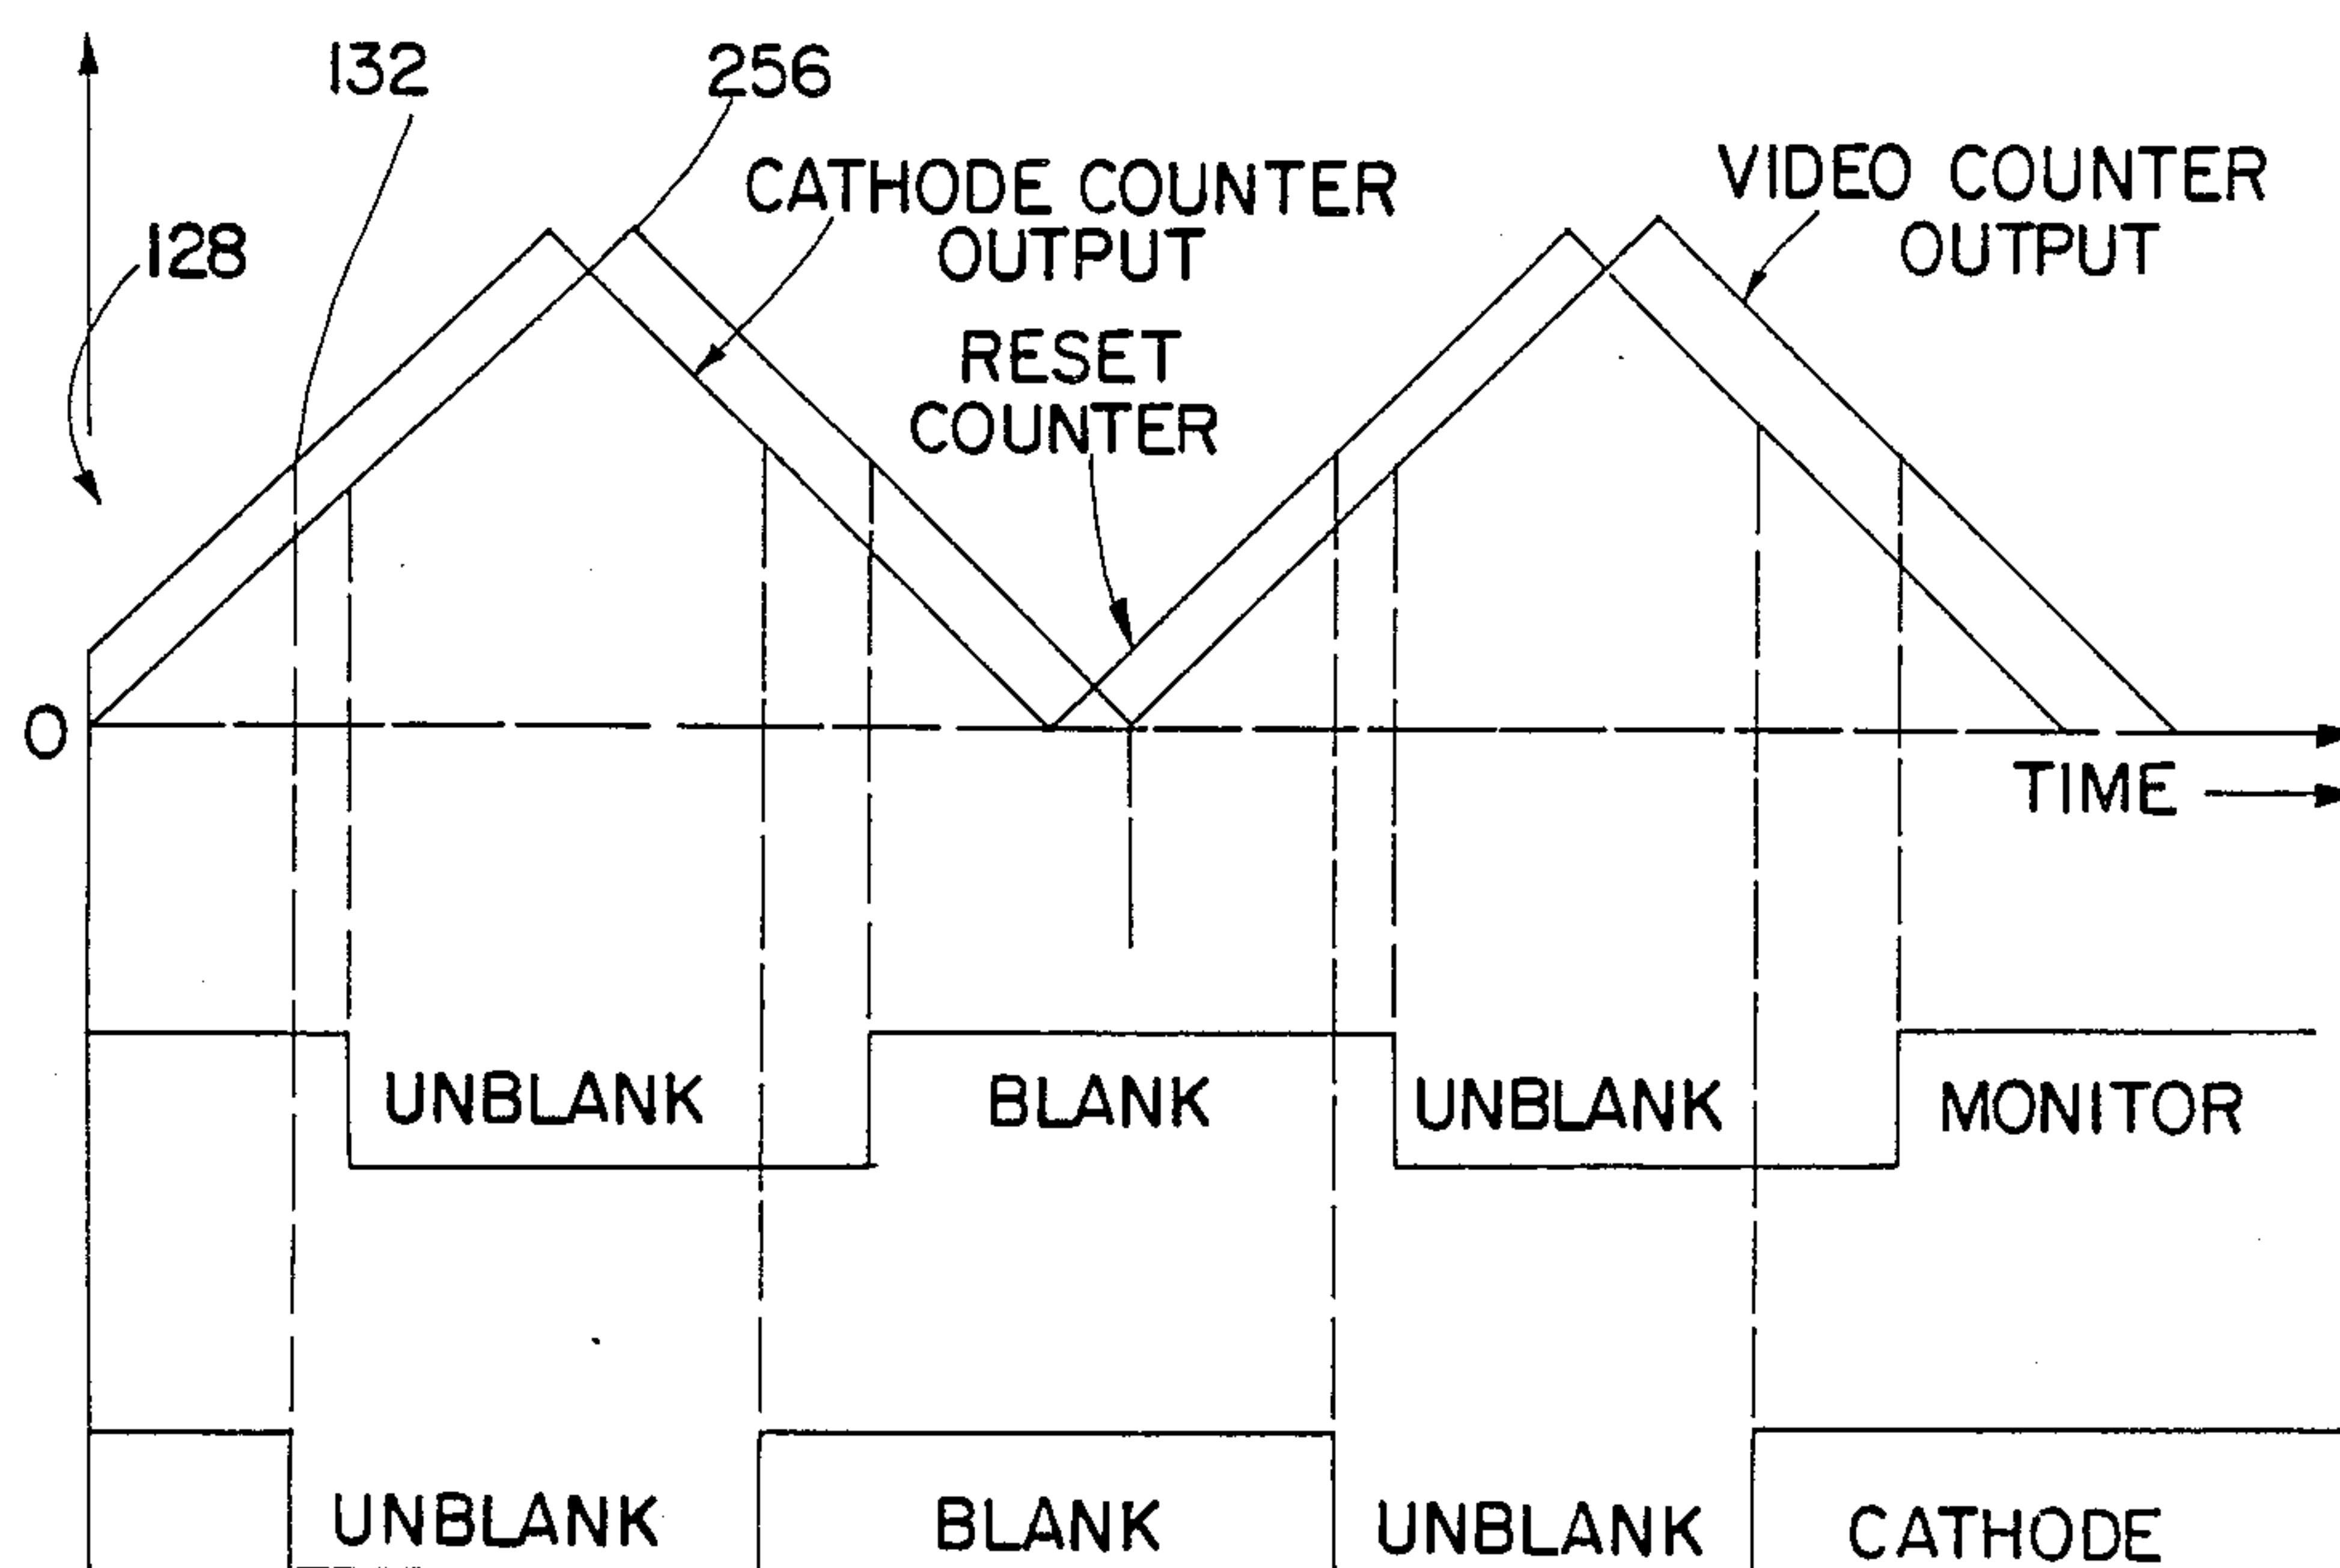 132
256
CATHODE COUNTER
OUTPUT
VIDEO COUNTER
OUTPUT
128
RESET
COUNTER
0
TIME
UNBLANK
BLANK
UNBLANK
MONITOR
UNBLANK
BLANK
UNBLANK
CATHODE